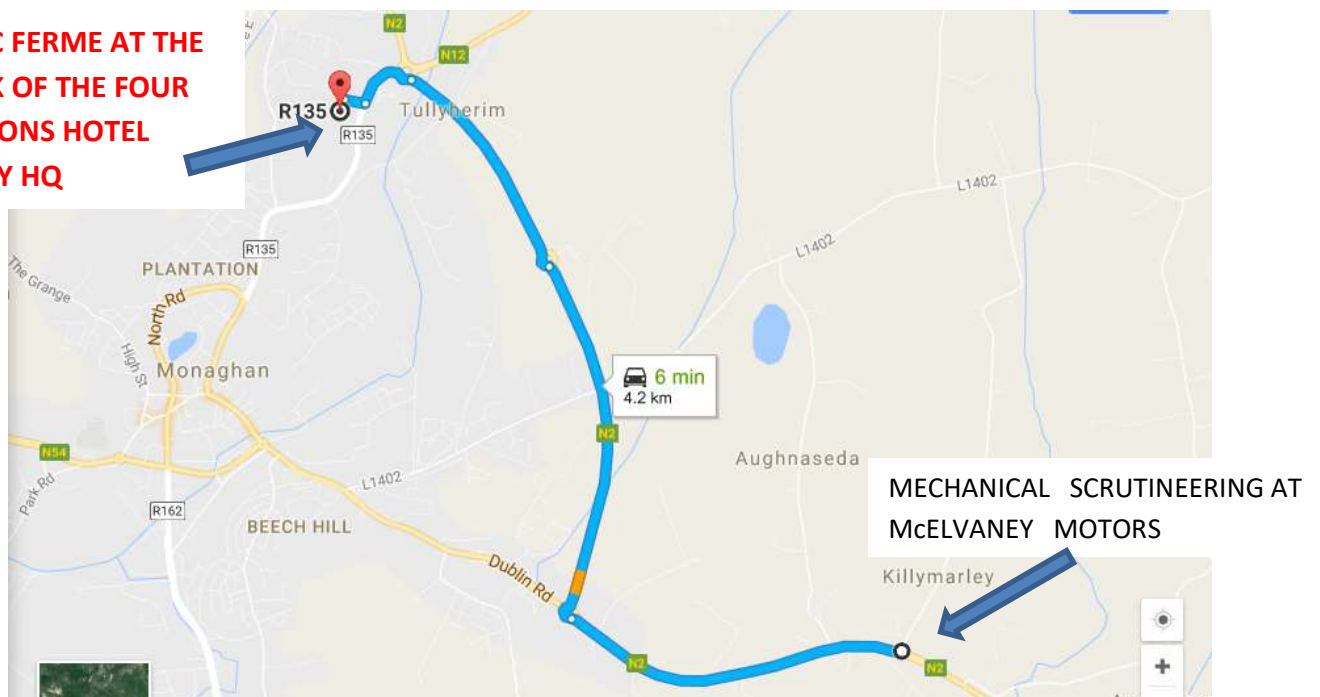 FERME AT THE
OF THE FOUR
HOTEL
HQ
N2
N12
R135
Tullyherim
R135
L1402
L1402
R135
The Grange
PLANTATION
North Rd
High St
Monaghan
6 min
4.2 km
N2
N54
Park Rd
L1402
Aughnaseda
R162
BEECH HILL
MECHANICAL SCRUTINEERING AT
McELVANEY MOTORS
Dublin Rd
Killymarley
N2
N2
+